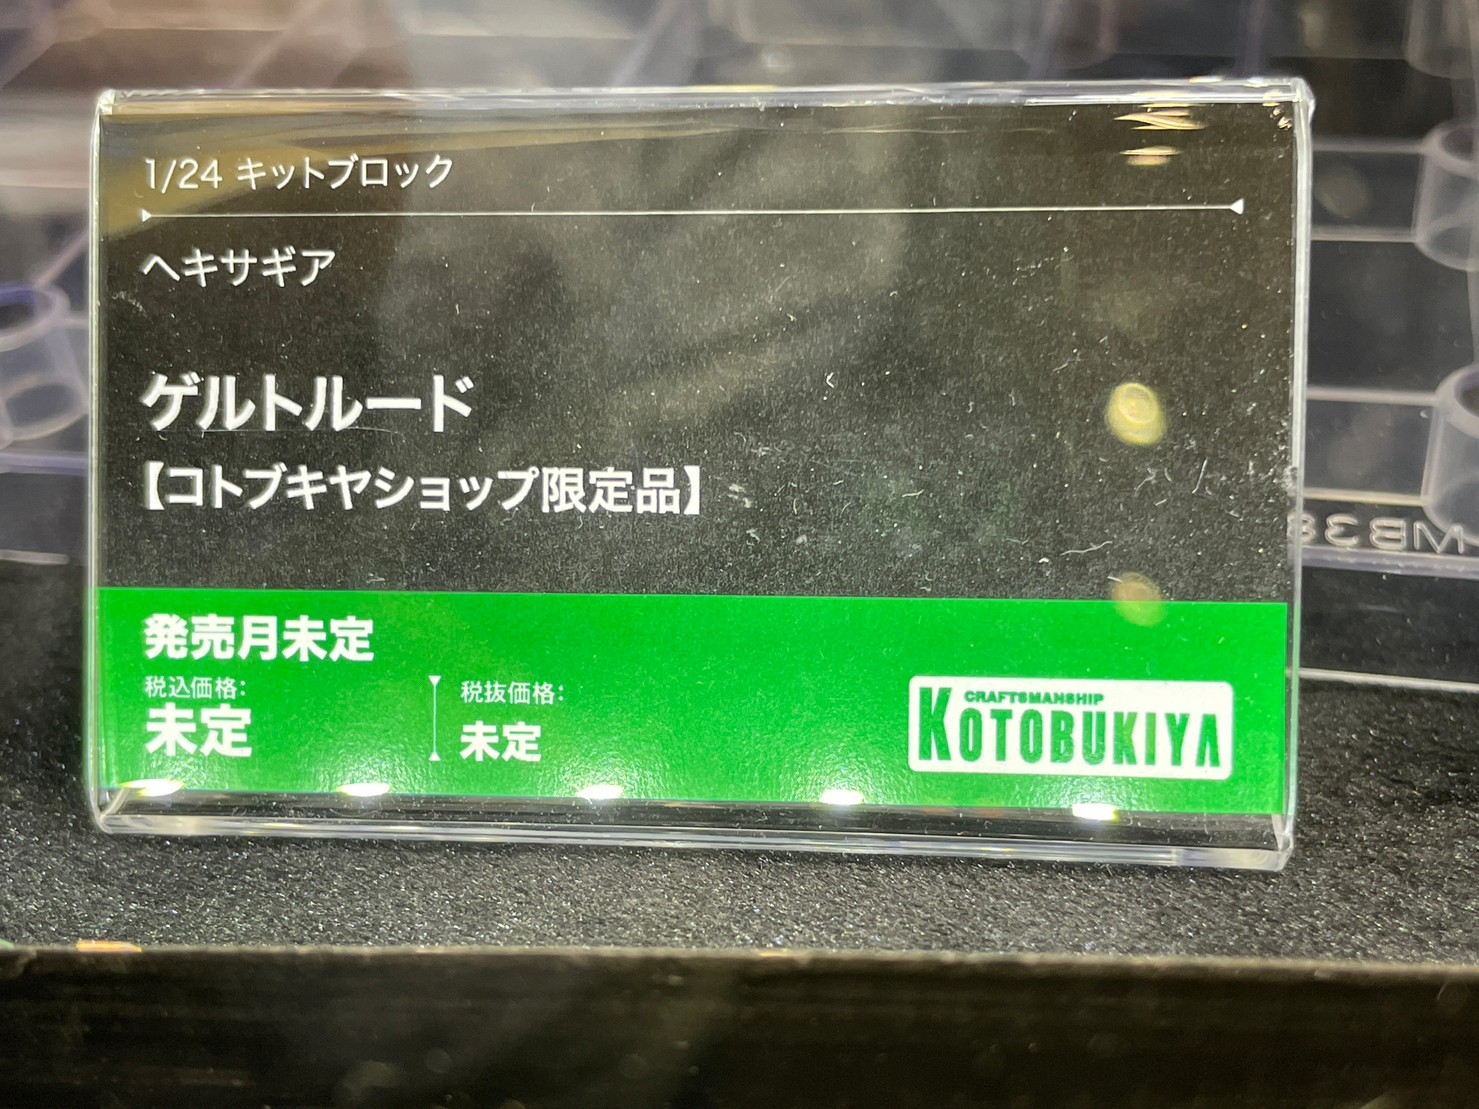 1/24 キットブロック
ヘキサギア
ゲルトルード
【コトブキヤショップ限定品】
発売月未定
税込価格:
未定
税抜価格:
未定
CRAFTSMANSHIP
KOTOBUKIYA